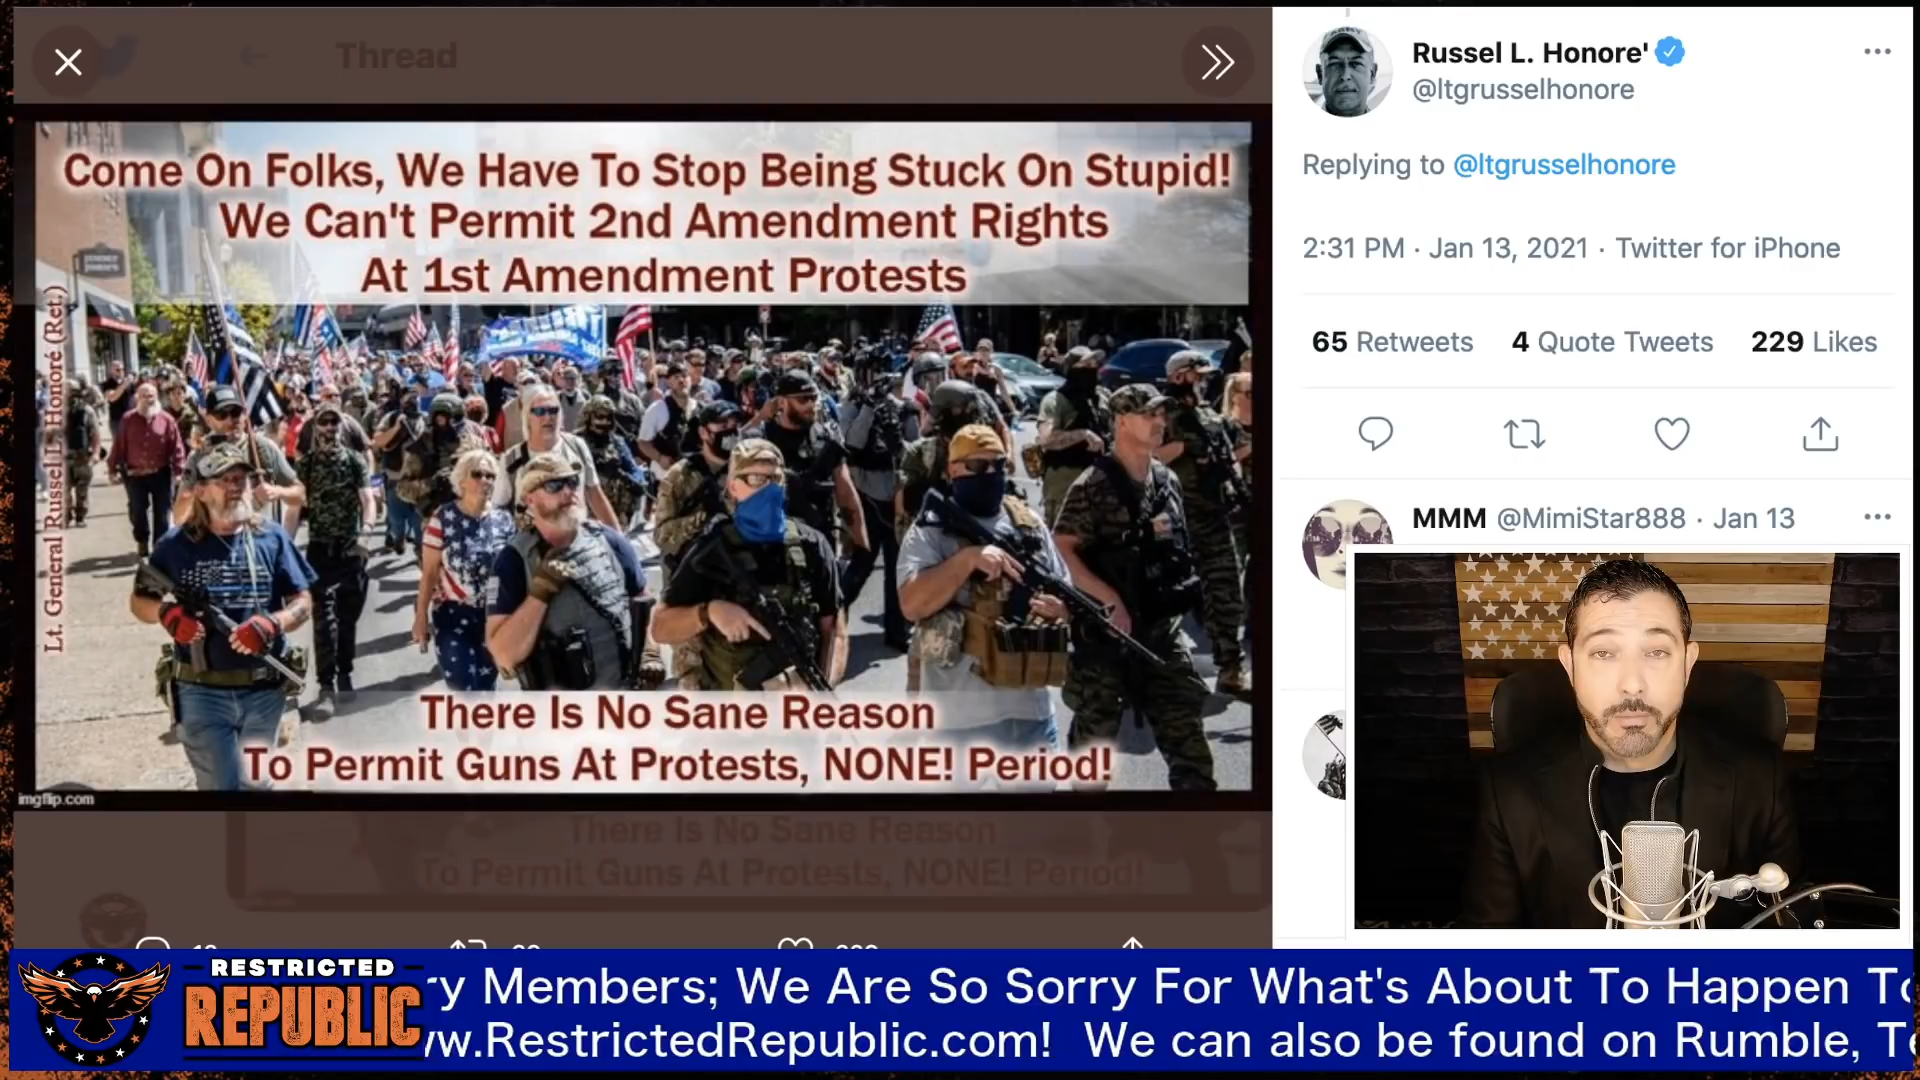 Thread
Come On Folks, We Have To Stop Being Stuck On Stupid!
We Can't Permit 2nd Amendment Rights
At 1st Amendment Protests
Lt. General Russel L. Honoré (Ret.)
There Is No Sane Reason
To Permit Guns At Protests, NONE! Period!
imgflip.com
There Is No Sane Reason
To Permit Guns At Protests, NONE! Period!
Russel L. Honore'
@ltgrusselhonore
Replying to @ltgrusselhonore
2:31 PM · Jan 13, 2021 · Twitter for iPhone
65 Retweets 4 Quote Tweets 229 Likes
MMM @MimiStar888 · Jan 13
RESTRICTED
REPUBLIC
ry Members; We Are So Sorry For What's About To Happen To
w.RestrictedRepublic.com! We can also be found on Rumble, Te